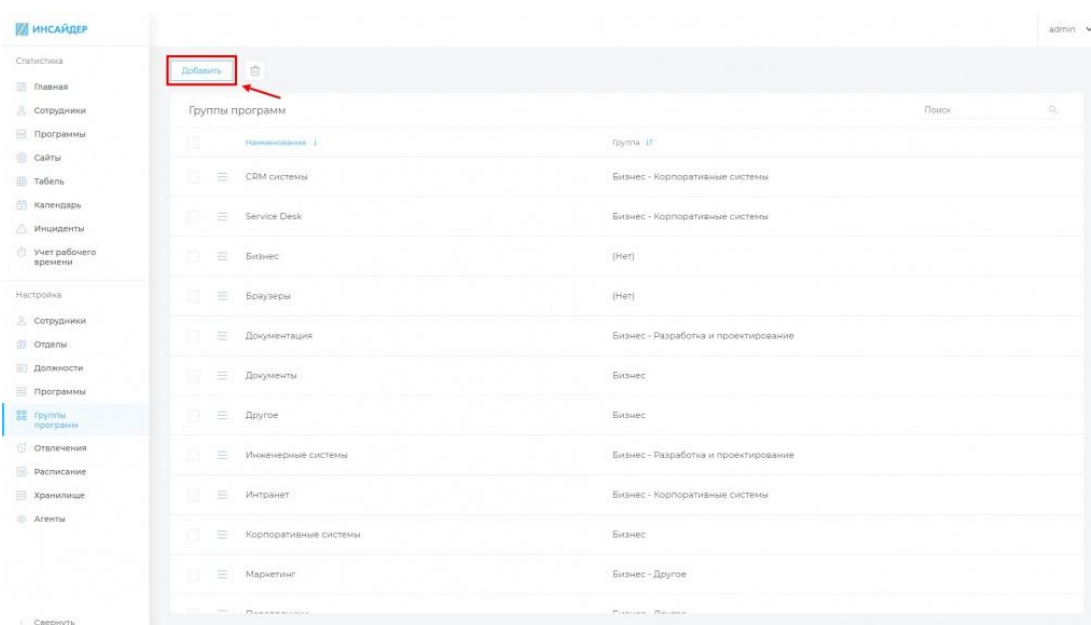 ИНСАЙДЕР
admin
Статистика
Главная
Сотрудники
Программы
Сайты
Табель
Календарь
Инциденты
Учет рабочего
времени
Настройка
Сотрудники
Отделы
Должности
Программы
Группы
программ
Отвлечения
Расписание
Хранилище
Агенты
Свернуть
Добавить
Группы программ
Поиск
Наименование Группа
CRM системы Бизнес - Корпоративные системы
Service Desk Бизнес - Корпоративные системы
Бизнес (Нет)
Браузеры (Нет)
Документация Бизнес - Разработка и проектирование
Документы Бизнес
Другое Бизнес
Инженерные системы Бизнес - Разработка и проектирование
Интранет Бизнес - Корпоративные системы
Корпоративные системы Бизнес
Маркетинг Бизнес - Другое